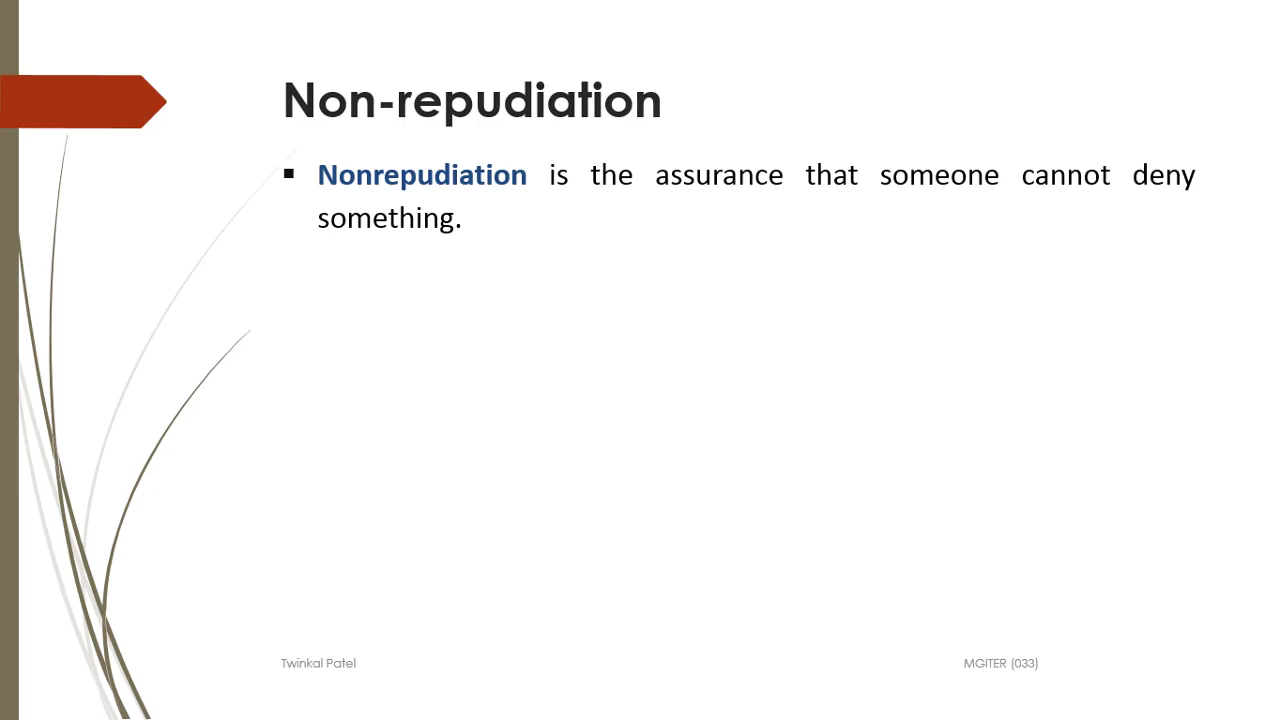 Non-repudiation
▪ Nonrepudiation is the assurance that someone cannot deny
something.
Twinkal Patel
MGITER (033)